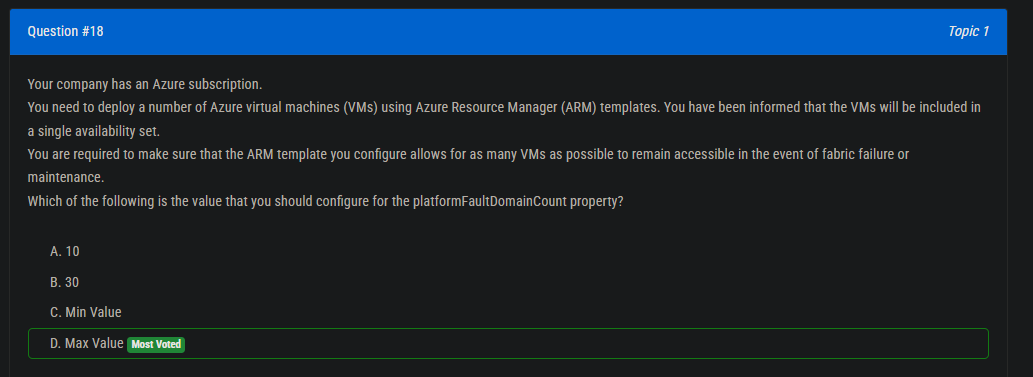 Question #18
Topic 1
Your company has an Azure subscription.
You need to deploy a number of Azure virtual machines (VMs) using Azure Resource Manager (ARM) templates. You have been informed that the VMs will be included in
a single availability set.
You are required to make sure that the ARM template you configure allows for as many VMs as possible to remain accessible in the event of fabric failure or
maintenance.
Which of the following is the value that you should configure for the platformFaultDomainCount property?
A. 10
B. 30
C. Min Value
D. Max Value Most Voted